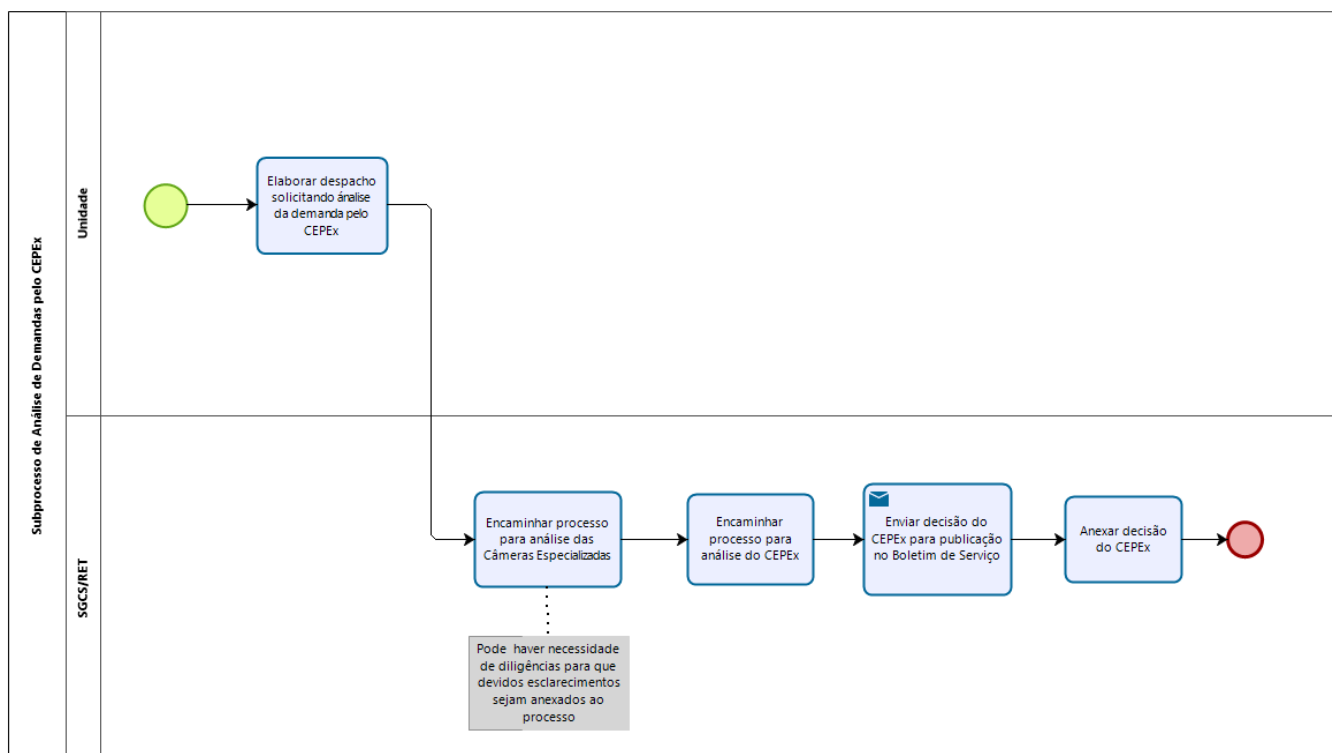 Subprocesso de Análise de Demandas pelo CEPEx
Unidade
Elaborar despacho
solicitando ánalise
da demanda pelo
CEPEx
SGCS/RET
Encaminhar processo
para análise das
Câmeras Especializadas
Encaminhar
processo para
análise do CEPEx
Enviar decisão do
CEPEx para publicação
no Boletim de Serviço
Anexar decisão
do CEPEx
Pode haver necessidade
de diligências para que
devidos esclarecimentos
sejam anexados ao
processo